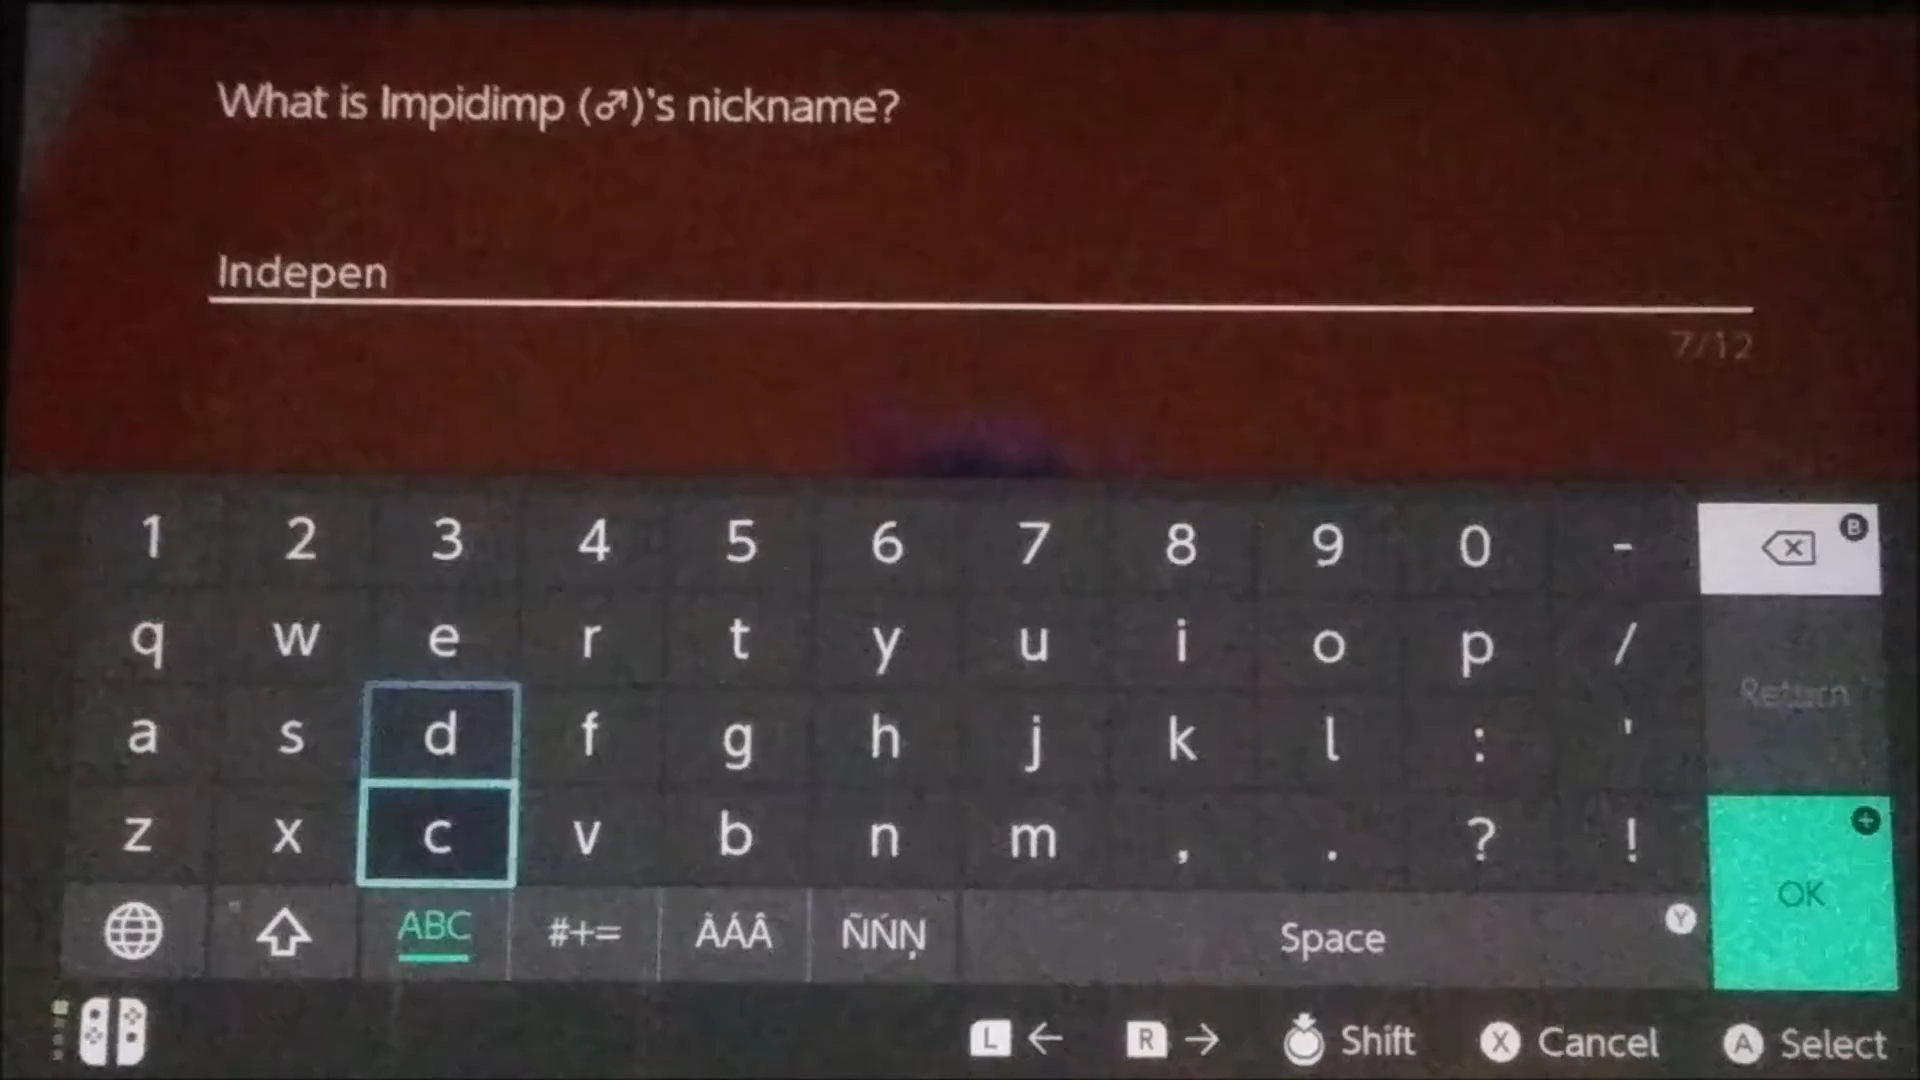 What is Impidimp (♂)'s nickname?
Indepen
7/12
1 2 3 4 5 6 7 8 9 0 - B
q w e r t y u i o p / Return
a s d f g h j k l : '
z x c v b n m , . ? ! + OK
ABC #+= ÀÁÂ ÑŃŅ Space Y
L ← R → Shift X Cancel A Select